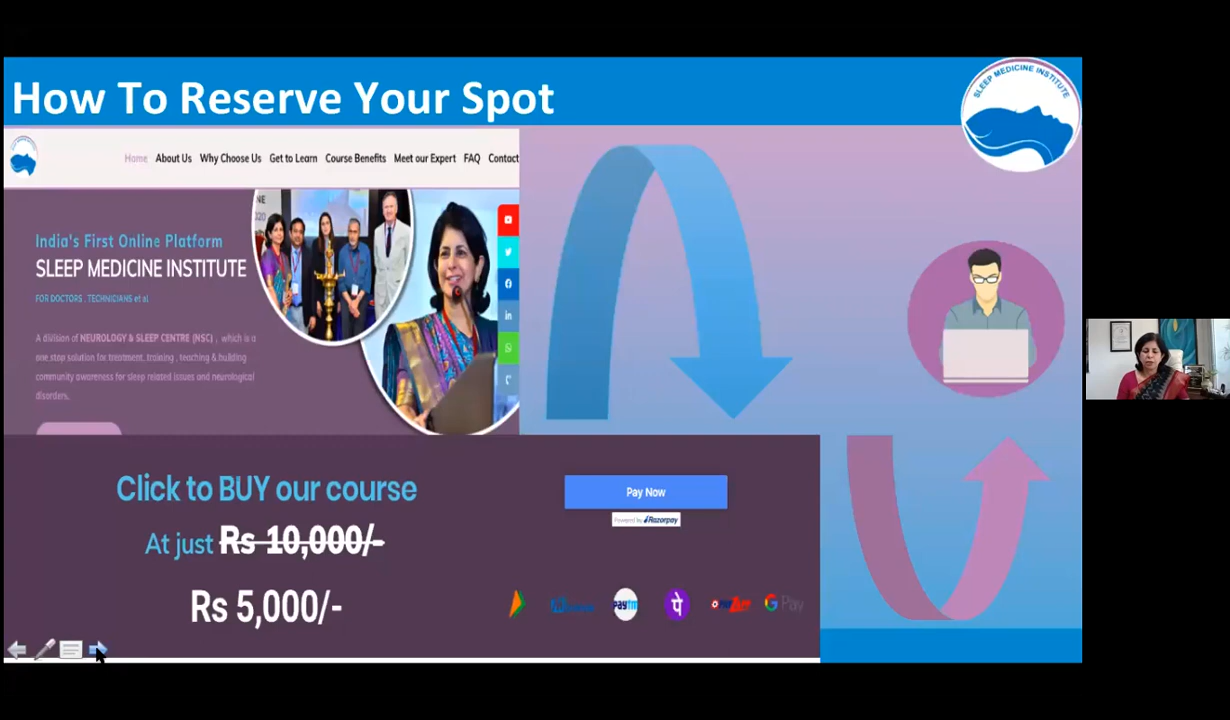 How To Reserve Your Spot
SLEEP MEDICINE INSTITUTE
Home About Us Why Choose Us Get to Learn Course Benefits Meet our Expert FAQ Contact
NE
2020
India's First Online Platform
SLEEP MEDICINE INSTITUTE
FOR DOCTORS , TECHNICIANS et al.
A division of NEUROLOGY & SLEEP CENTRE (NSC) , which is a
one stop solution for treatment, training , teaching & building
community awareness for sleep related issues and neurological
disorders.
Click to BUY our course
At just Rs 10,000/-
Rs 5,000/-
Pay Now
Powered by Razorpay
paytm
पे
G Pay